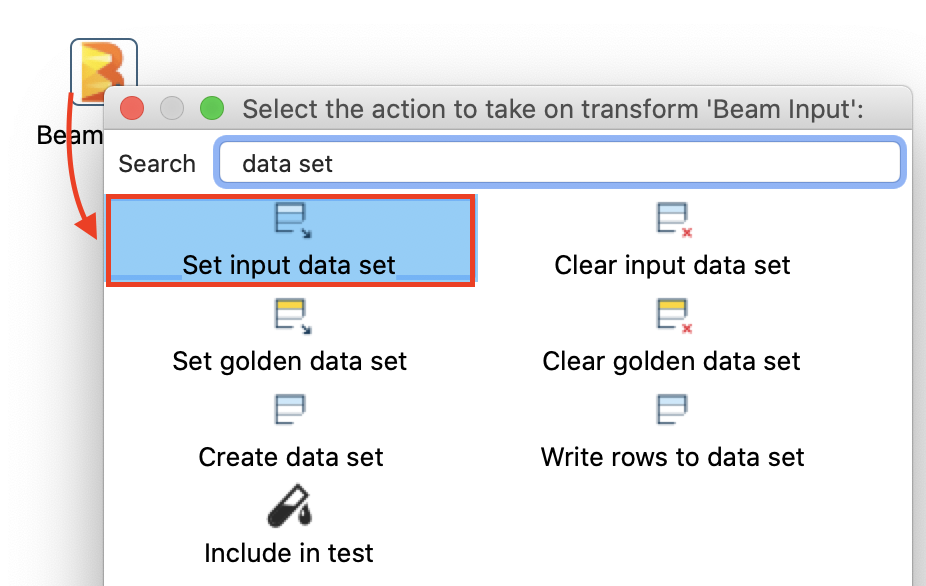 Select the action to take on transform 'Beam Input':
Beam
Search
data set
Set input data set
Clear input data set
Set golden data set
Clear golden data set
Create data set
Write rows to data set
Include in test